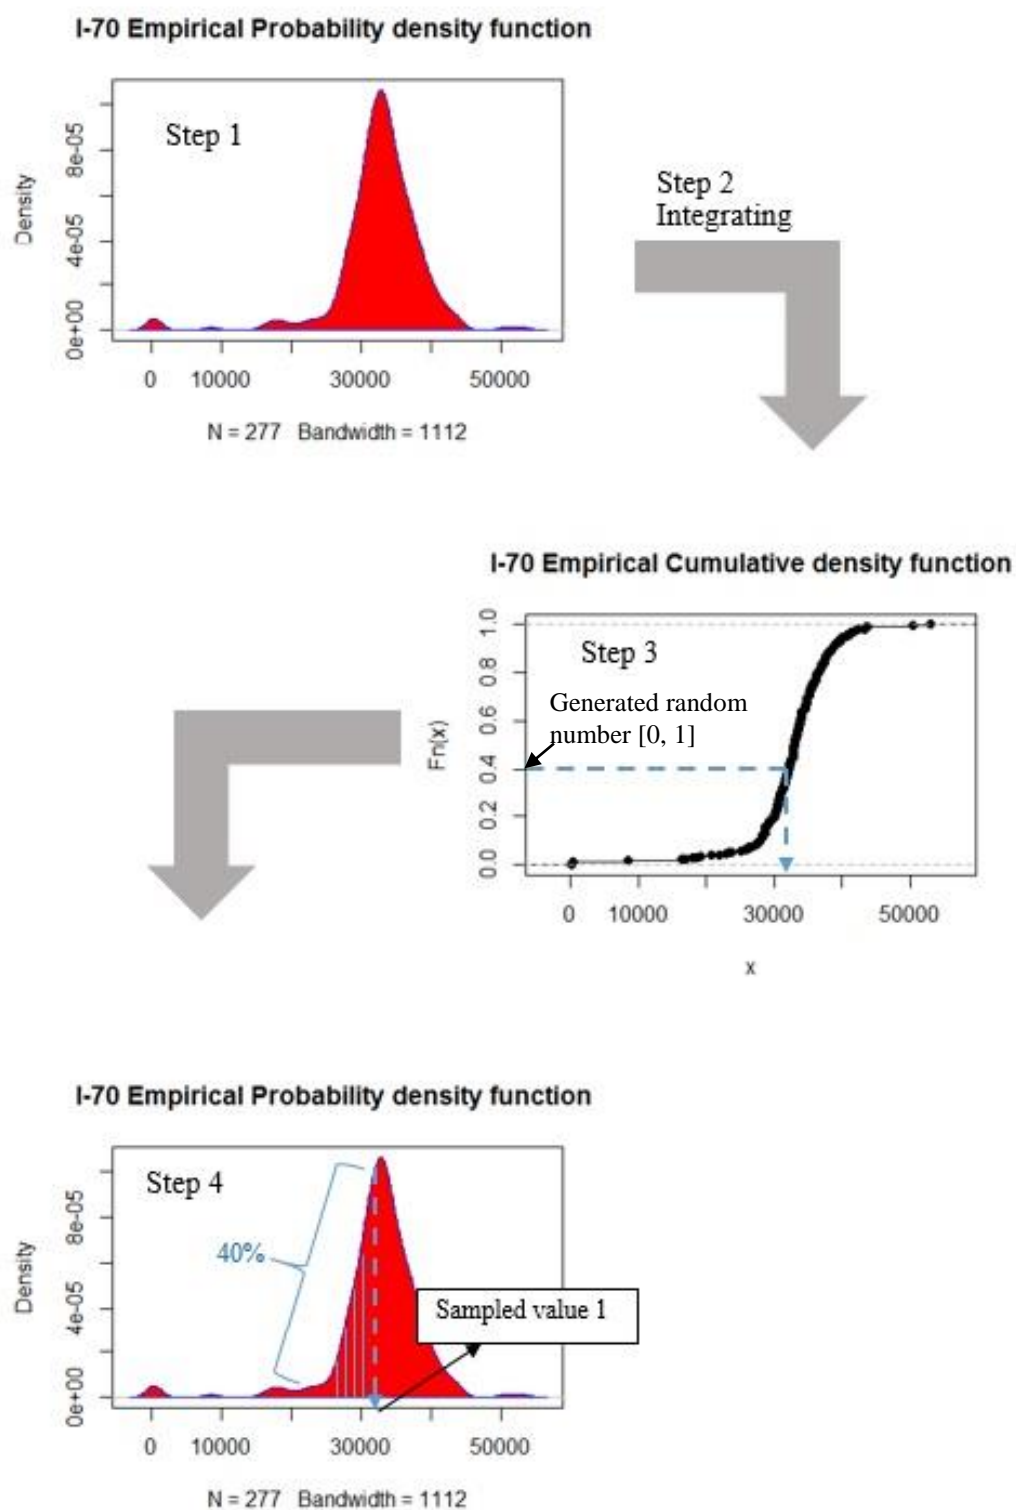 I-70 Empirical Probability density function
Step 1
Density
0e+00 4e-05 8e-05
0 10000 30000 50000
N = 277 Bandwidth = 1112
Step 2
Integrating
I-70 Empirical Cumulative density function
Step 3
Generated random
number [0, 1]
Fn(x)
0.0 0.2 0.4 0.6 0.8 1.0
0 10000 30000 50000
x
I-70 Empirical Probability density function
Step 4
40%
Sampled value 1
Density
0e+00 4e-05 8e-05
0 10000 30000 50000
N = 277 Bandwidth = 1112